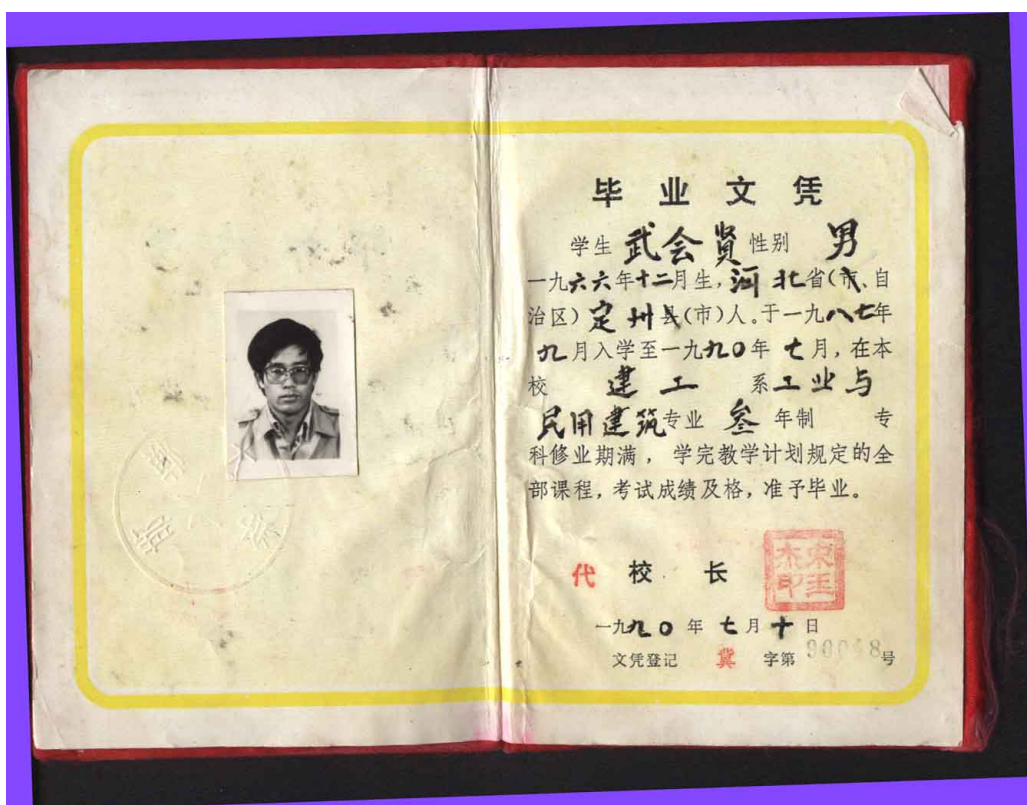 毕业文凭
学生 武会贤 性别 男
一九六六年十二月生,河北省(市、自
治区)定州县(市)人。于一九八七年
九月入学至一九九〇年七月,在本
校 建工 系工业与
民用建筑专业 叁 年制 专
科修业期满,学完教学计划规定的全
部课程,考试成绩及格,准予毕业。
代 校 长
一九九〇年七月十日
文凭登记 冀 字第 号